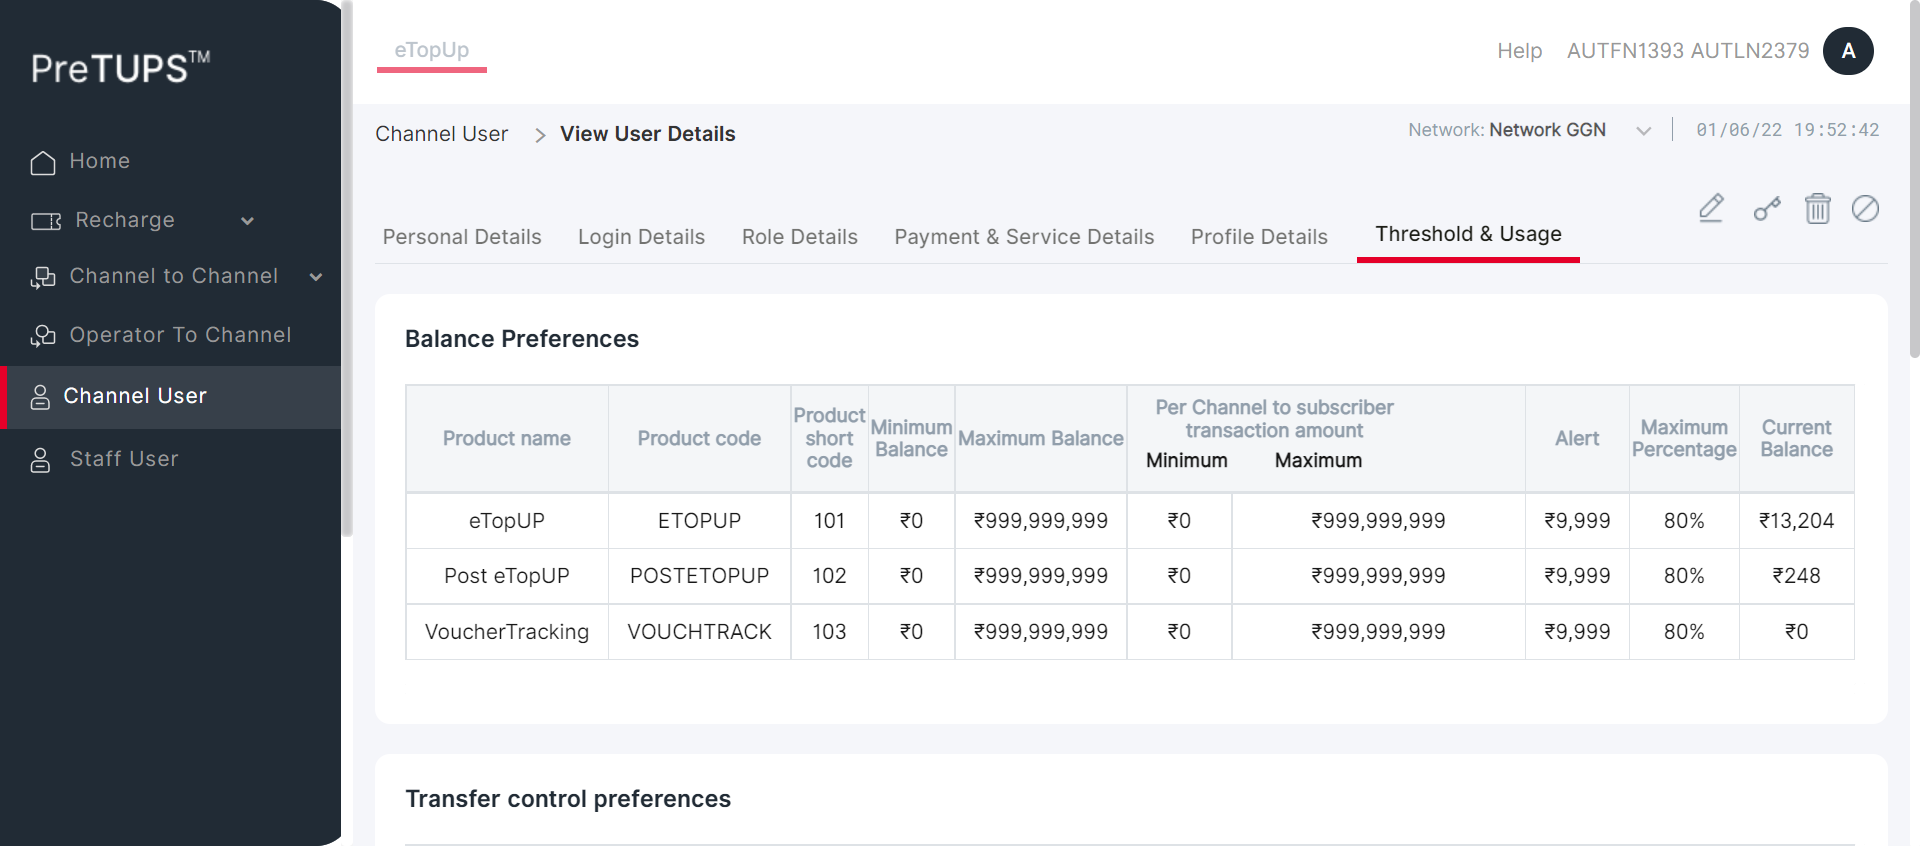 PreTUPS™
eTopUp
Help
AUTFN1393 AUTLN2379
A
Home
Recharge
Channel to Channel
Operator To Channel
Channel User
Staff User
Channel User > View User Details
Network: Network GGN
01/06/22 19:52:42
Personal Details
Login Details
Role Details
Payment & Service Details
Profile Details
Threshold & Usage
Balance Preferences
Product name
Product code
Product short code
Minimum Balance
Maximum Balance
Per Channel to subscriber transaction amount
Minimum
Maximum
Alert
Maximum Percentage
Current Balance
eTopUP ETOPUP 101 ₹0 ₹999,999,999 ₹0 ₹999,999,999 ₹9,999 80% ₹13,204
Post eTopUP POSTETOPUP 102 ₹0 ₹999,999,999 ₹0 ₹999,999,999 ₹9,999 80% ₹248
VoucherTracking VOUCHTRACK 103 ₹0 ₹999,999,999 ₹0 ₹999,999,999 ₹9,999 80% ₹0
Transfer control preferences